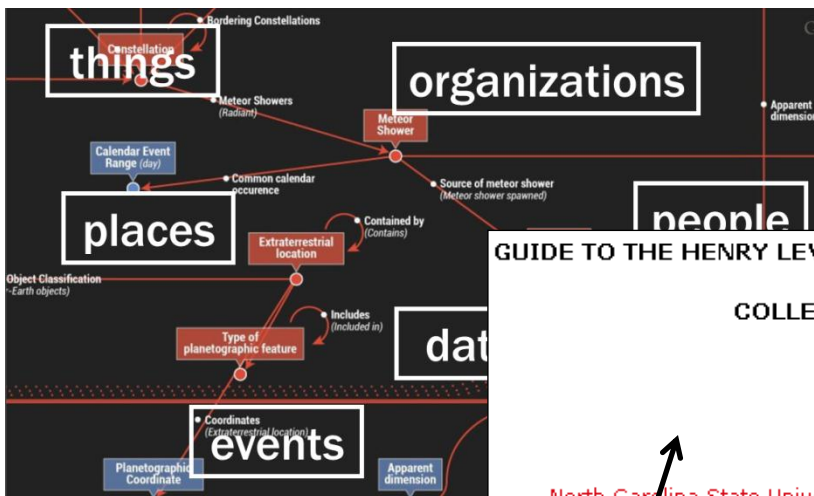 Bordering Constellations
Constellation
things
organizations
Meteor Showers
(Radiant)
Meteor
Shower
Apparent
Calendar Event
Range (day)
Common calendar
occurence
Source of meteor shower
(Meteor shower spawned)
places
people
Contained by
(Contains)
Extraterrestrial
location
GUIDE TO THE HENRY
Object Classification
Earth objects)
COLLE
Includes
(Included in)
Type of
planetographic feature
dat
Coordinates
(Extraterrestrial location)
events
Planetographic
Coordinate
Apparent
dimension
North Carolina State